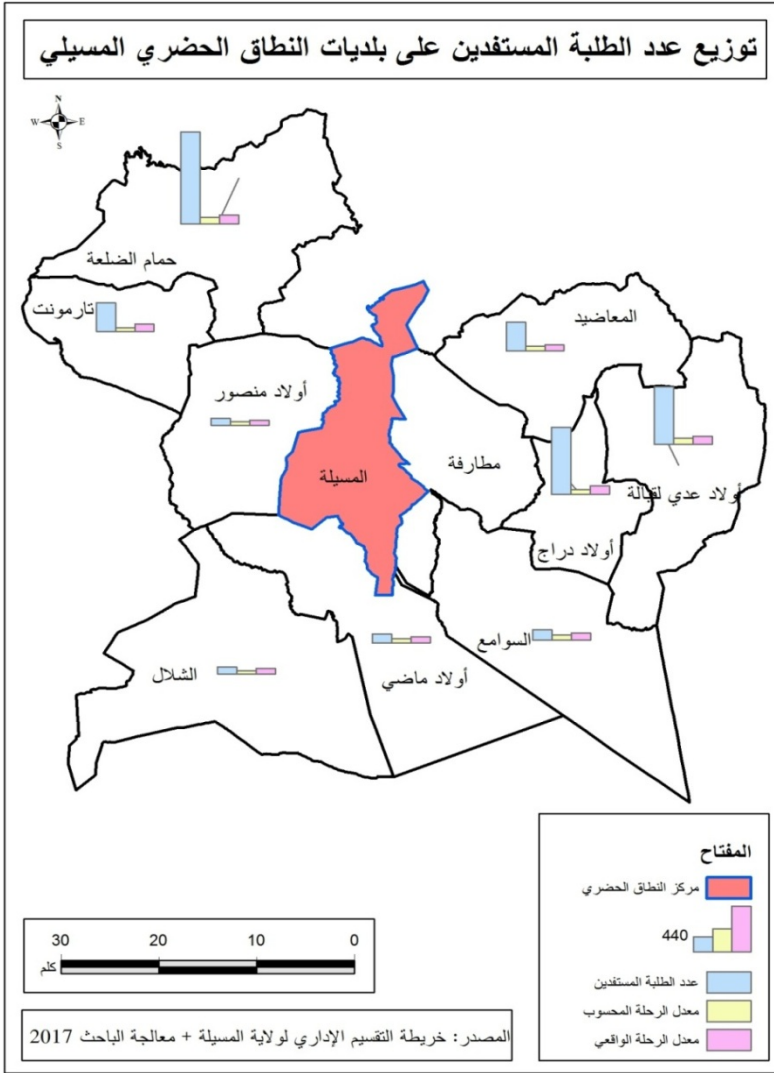 توزيع عدد الطلبة المستفدين على بلديات النطاق الحضري المسيلي
N
W E
S
حمام الضلعة
تارمونت
المعاضيد
أولاد منصور
مطارفة
المسيلة
أولاد عدي لقبالة
أولاد دراج
السوامع
أولاد ماضي
الشلال
المفتاح
مركز النطاق الحضري
440
عدد الطلبة المستفدين
معدل الرحلة المحسوب
معدل الرحلة الواقعي
30 20 10 0
كلم
المصدر: خريطة التقسيم الإداري لولاية المسيلة + معالجة الباحث 2017